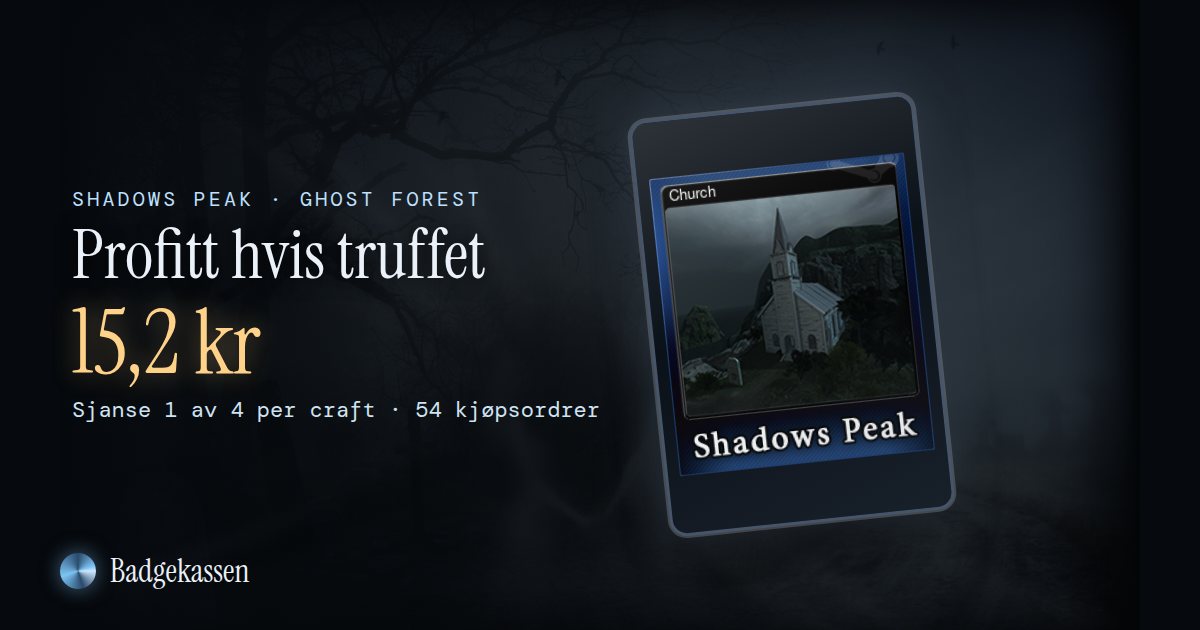 SHADOWS PEAK · GHOST FOREST
Profitt hvis truffet
15,2 kr
Sjanse 1 av 4 per craft · 54 kjøpsordrer
Church
Shadows Peak
Badgekassen